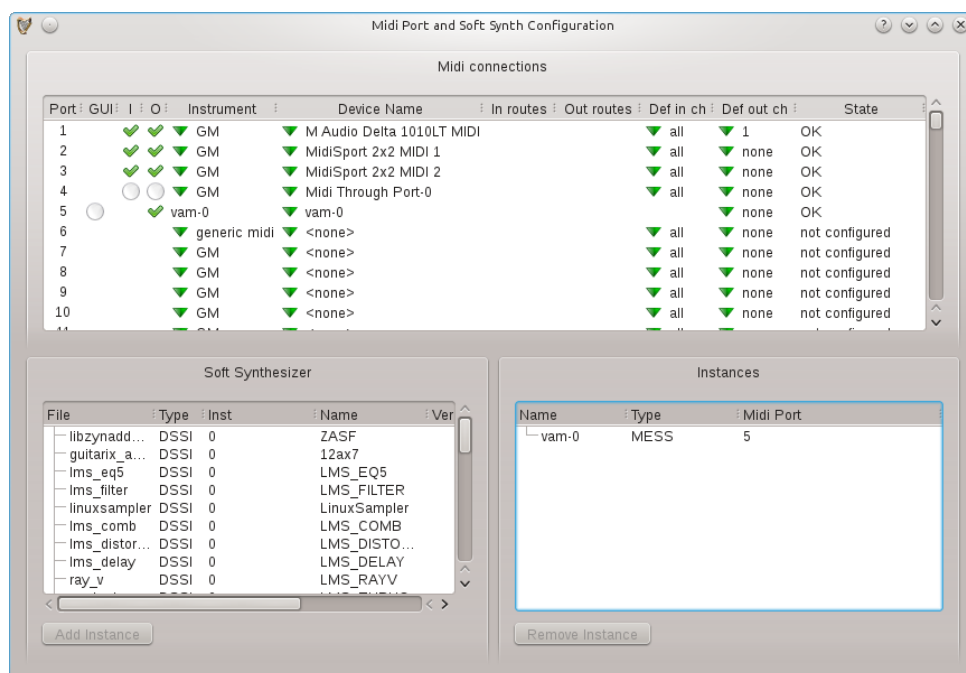 Midi Port and Soft Synth Configuration
Midi connections
Port GUI I O Instrument Device Name In routes Out routes Def in ch Def out ch State
1 GM M Audio Delta 1010LT MIDI all 1 OK
2 GM MidiSport 2x2 MIDI 1 all none OK
3 GM MidiSport 2x2 MIDI 2 all none OK
4 GM Midi Through Port-0 all none OK
5 vam-0 vam-0 none OK
6 generic midi <none> all none not configured
7 GM <none> all none not configured
8 GM <none> all none not configured
9 GM <none> all none not configured
10 GM <none> all none not configured
Soft Synthesizer
File Type Inst Name Ver
libzynadd... DSSI 0 ZASF
guitarix_a... DSSI 0 12ax7
lms_eq5 DSSI 0 LMS_EQ5
lms_filter DSSI 0 LMS_FILTER
linuxsampler DSSI 0 LinuxSampler
lms_comb DSSI 0 LMS_COMB
lms_distor... DSSI 0 LMS_DISTO...
lms_delay DSSI 0 LMS_DELAY
ray_v DSSI 0 LMS_RAYV
Add Instance
Instances
Name Type Midi Port
vam-0 MESS 5
Remove Instance